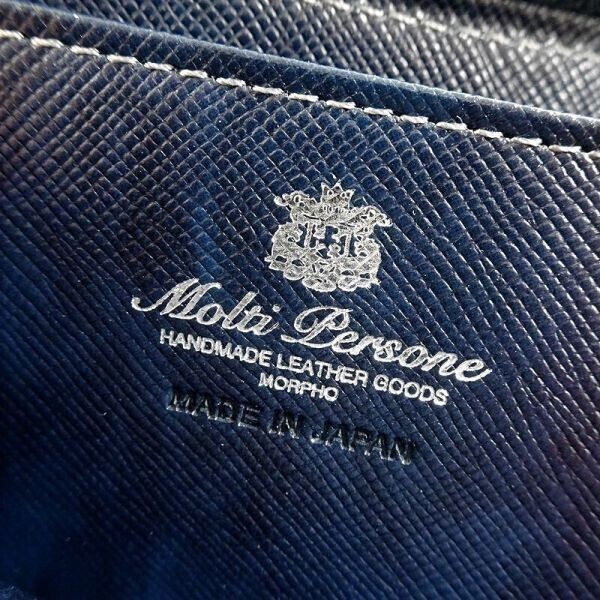 Molti Persone
HANDMADE LEATHER GOODS
MORPHO
MADE IN JAPAN